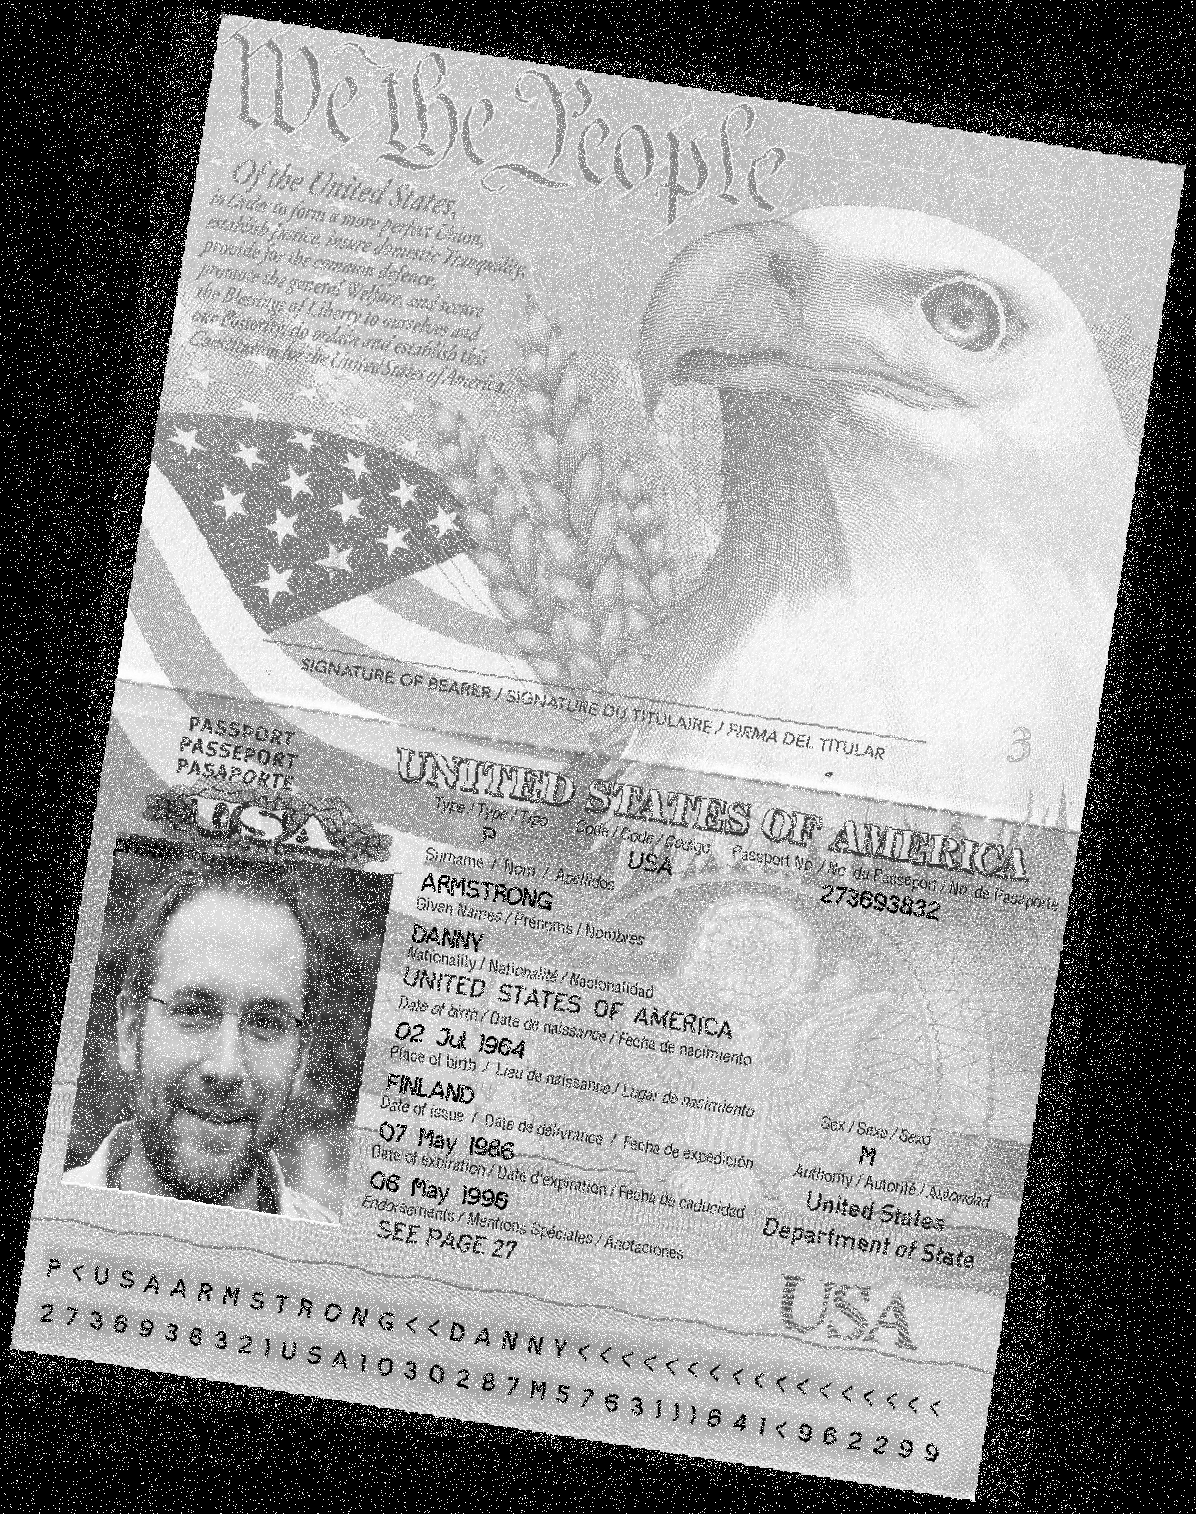 We the People
Of the United States,
in Order to form a more perfect Union,
establish Justice, insure domestic Tranquility,
provide for the common defence,
promote the general Welfare, and secure
the Blessings of Liberty to ourselves and
our Posterity, do ordain and establish this
Constitution for the United States of America.
SIGNATURE OF BEARER / SIGNATURE DU TITULAIRE / FIRMA DEL TITULAR
3
PASSPORT
PASSEPORT
PASAPORTE
USA
UNITED STATES OF AMERICA
Type / Type / Tipo Code / Code / Código Passport No. / No. du Passeport / No. de Pasaporte
P USA 273693832
Surname / Nom / Apellidos
ARMSTRONG
Given Names / Prénoms / Nombres
DANNY
Nationality / Nationalité / Nacionalidad
UNITED STATES OF AMERICA
Date of birth / Date de naissance / Fecha de nacimiento
02 Jul 1964
Place of birth / Lieu de naissance / Lugar de nacimiento
FINLAND
Sex / Sexe / Sexo
M
Date of issue / Date de délivrance / Fecha de expedición
07 May 1986
Authority / Autorité / Autoridad
United States
Department of State
Date of expiration / Date d'expiration / Fecha de caducidad
06 May 1996
Endorsements / Mentions Spéciales / Anotaciones
SEE PAGE 27
USA
P<USAARMSTRONG<<DANNY<<<<<<<<<<<<<<<<<
2736938321USA1030287M5763111641<962299